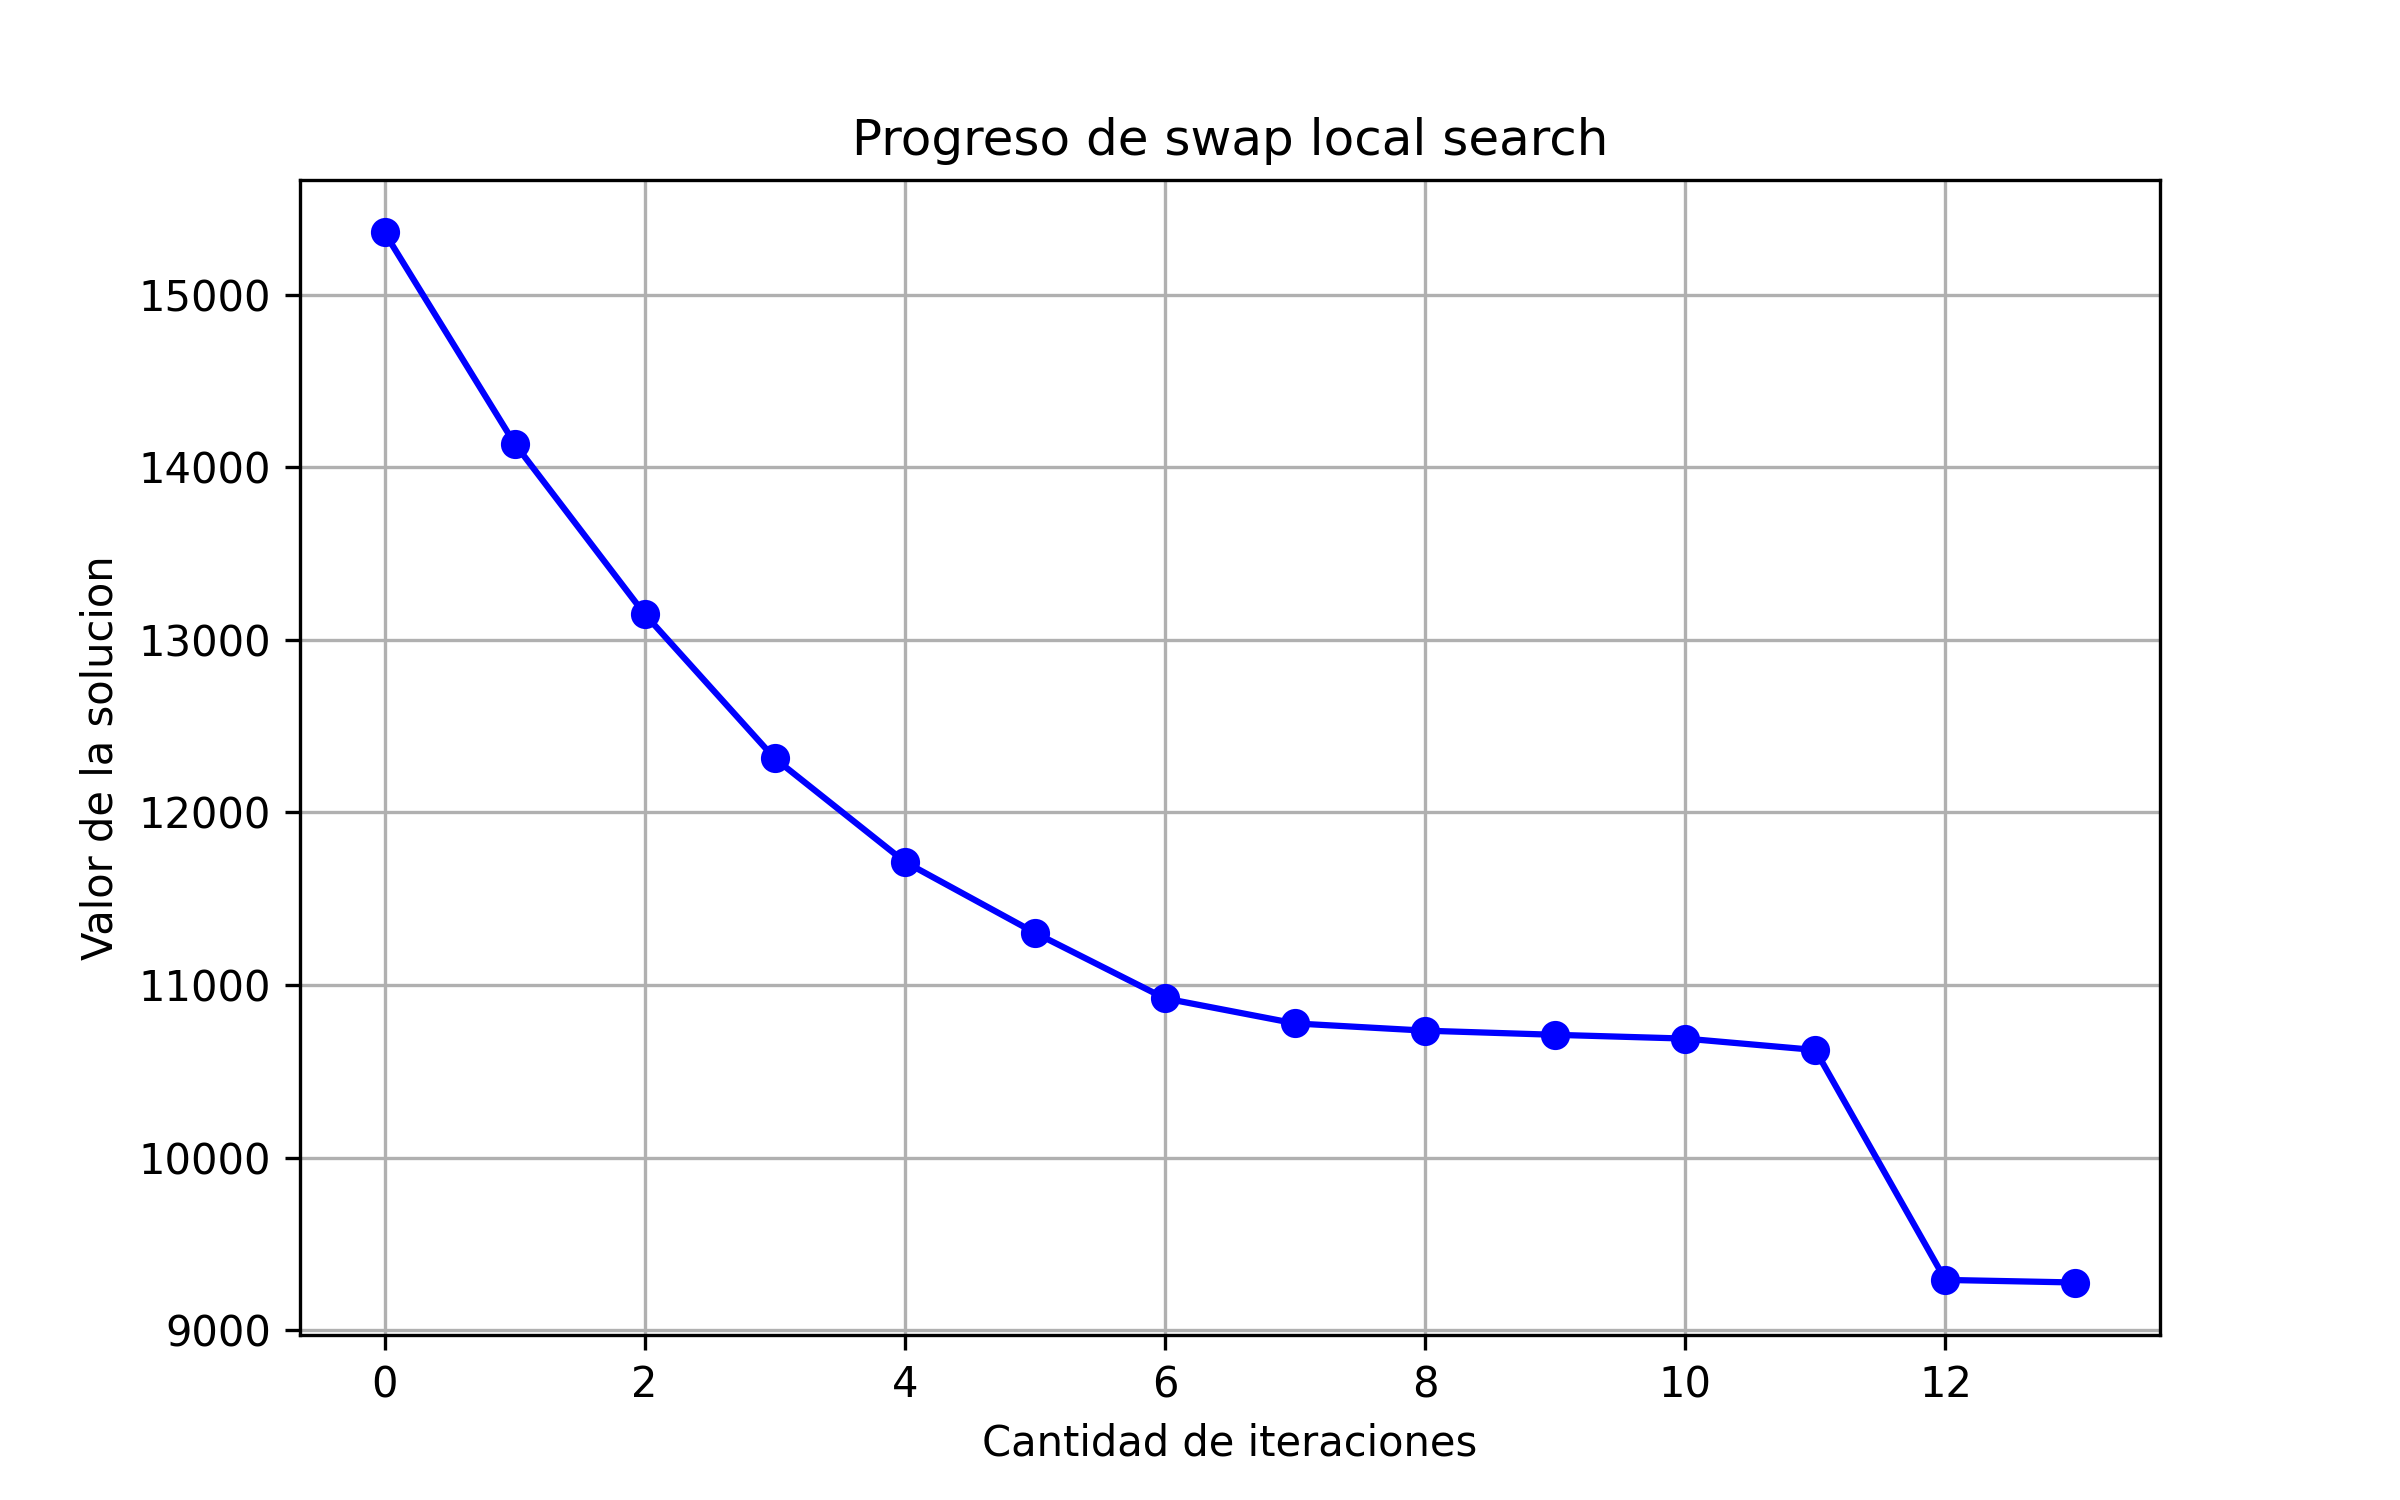 Progreso de swap local search
Valor de la solucion
15000
14000
13000
12000
11000
10000
9000
0 2 4 6 8 10 12
Cantidad de iteraciones